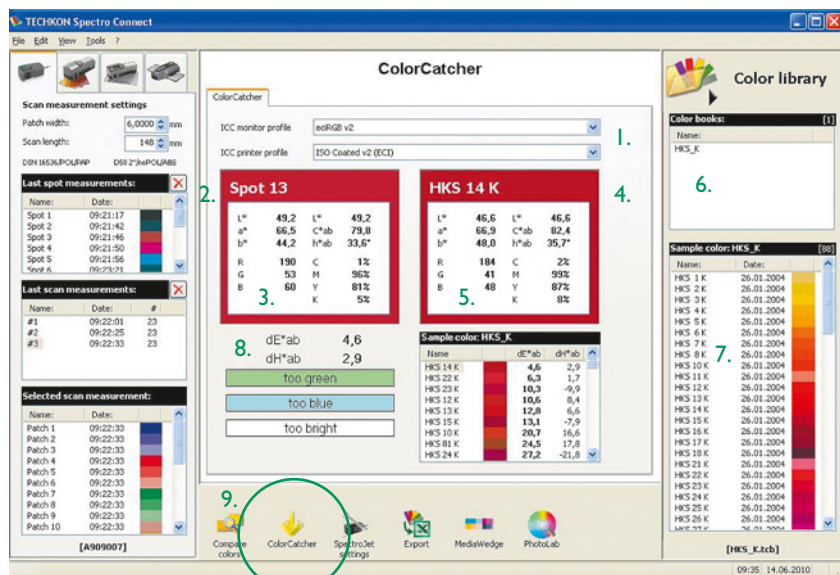 TECHKON Spectro Connect
File Edit View Tools ?
Scan measurement settings
Patch width: 6,0000 mm
Scan length: 148 mm
DIN 16536/POL/PAP D50 2°/noPOL/ABS
Last spot measurements:
Name: Date:
Spot 1 09:21:17
Spot 2 09:21:42
Spot 3 09:21:46
Spot 4 09:21:50
Spot 5 09:21:56
Spot 6 09:23:21
Last scan measurements:
Name: Date: #
#1 09:22:01 23
#2 09:22:25 23
#3 09:22:33 23
Selected scan measurement:
Name: Date:
Patch 1 09:22:33
Patch 2 09:22:33
Patch 3 09:22:33
Patch 4 09:22:33
Patch 5 09:22:33
Patch 6 09:22:33
Patch 7 09:22:33
Patch 8 09:22:33
Patch 9 09:22:33
Patch 10 09:22:33
[A909007]
ColorCatcher
ColorCatcher
ICC monitor profile eciRGB v2
1.
ICC printer profile ISO Coated v2 (ECI)
2.
Spot 13
L* 49,2 L* 49,2
a* 66,5 C*ab 79,8
b* 44,2 h*ab 33,6°
R 190 C 1%
G 53 M 96%
B 60 Y 81%
K 5%
3.
HKS 14 K
4.
L* 46,6 L* 46,6
a* 66,9 C*ab 82,4
b* 48,0 h*ab 35,7°
R 184 C 2%
G 41 M 99%
B 48 Y 87%
K 8%
5.
8.
dE*ab 4,6
dH*ab 2,9
too green
too blue
too bright
Sample color: HKS_K
Name dE*ab dH*ab
HKS 14 K 4,6 2,9
HKS 22 K 6,3 1,7
HKS 23 K 10,3 -9,9
HKS 12 K 10,6 8,4
HKS 13 K 12,8 6,6
HKS 15 K 13,1 -7,9
HKS 10 K 20,7 16,6
HKS 81 K 24,5 17,8
HKS 24 K 27,2 -21,8
9.
Compare colors
ColorCatcher
SpectroJet settings
Export
MediaWedge
PhotoLab
Color library
Color books: [1]
Name:
HKS_K
6.
Sample color: HKS_K [88]
Name: Date:
HKS 1 K 26.01.2004
HKS 2 K 26.01.2004
HKS 3 K 26.01.2004
HKS 4 K 26.01.2004
HKS 5 K 26.01.2004
HKS 6 K 26.01.2004
HKS 7 K 26.01.2004
HKS 8 K 26.01.2004
HKS 10 K 26.01.2004
HKS 11 K 26.01.2004
HKS 12 K 26.01.2004
HKS 13 K 26.01.2004
HKS 14 K 26.01.2004
HKS 15 K 26.01.2004
HKS 16 K 26.01.2004
HKS 17 K 26.01.2004
HKS 18 K 26.01.2004
HKS 21 K 26.01.2004
HKS 22 K 26.01.2004
HKS 23 K 26.01.2004
HKS 24 K 26.01.2004
HKS 25 K 26.01.2004
HKS 26 K 26.01.2004
7.
[HKS_K.tcb]
09:35 14.06.2010